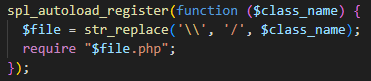 spl_autoload_register(function ($class_name) {
  $file = str_replace('\\', '/', $class_name);
  require "$file.php";
});